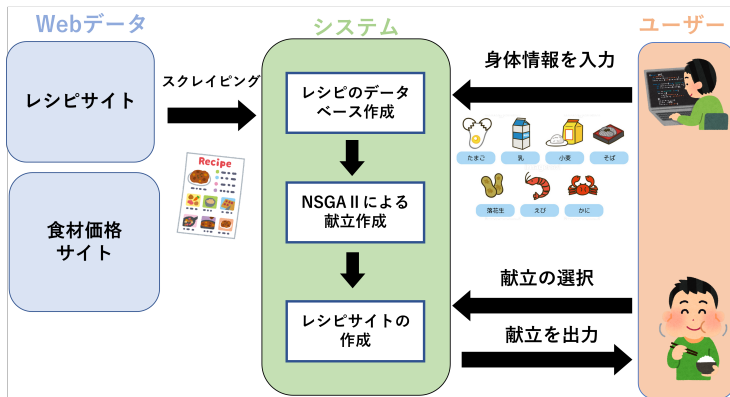 Webデータ
システム
ユーザー
レシピサイト
スクレイピング
食材価格
サイト
Recipe
レシピのデータ
ベース作成
NSGAⅡによる
献立作成
レシピサイトの
作成
身体情報を入力
たまご
乳
小麦
そば
落花生
えび
かに
献立の選択
献立を出力